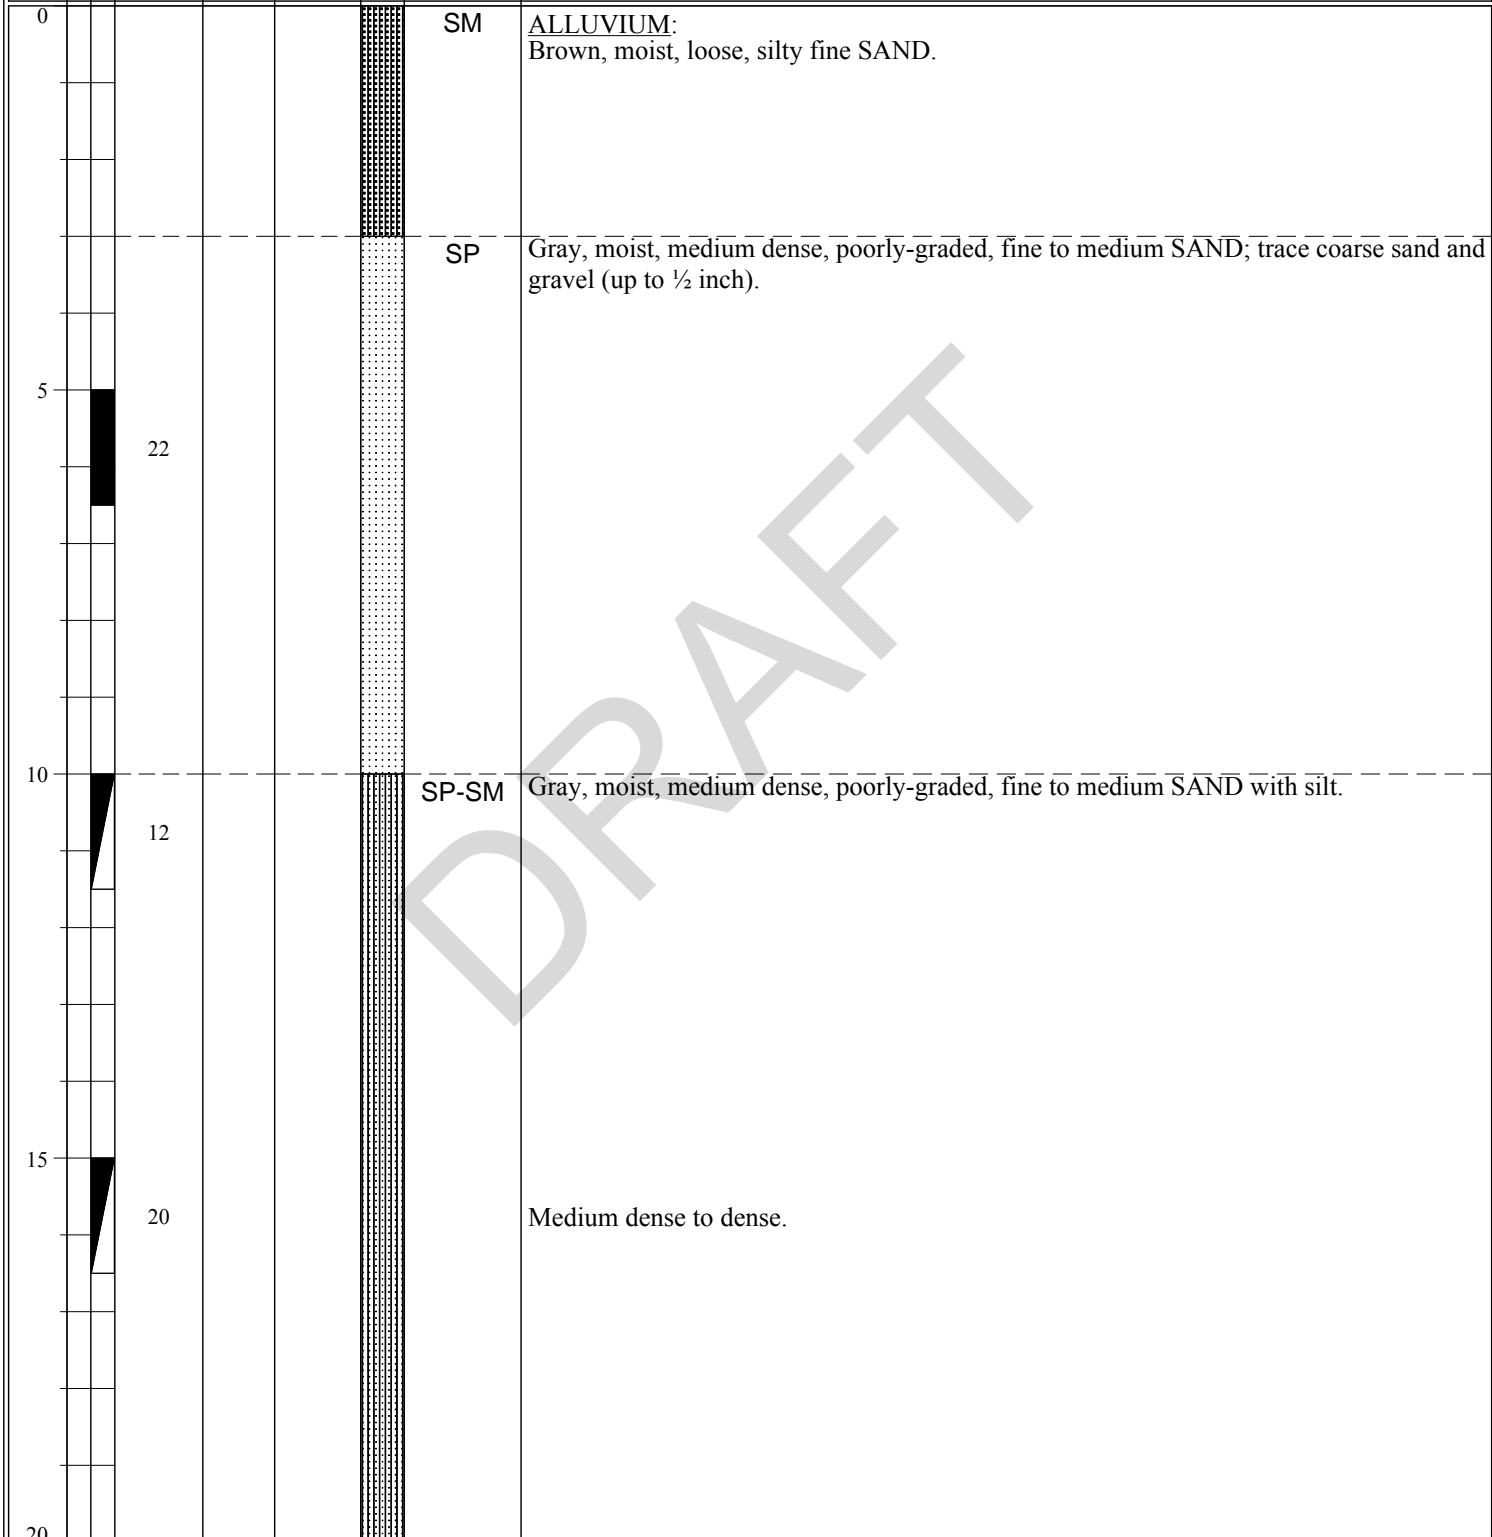 0
SM
ALLUVIUM:
Brown, moist, loose, silty fine SAND.
SP
Gray, moist, medium dense, poorly-graded, fine to medium SAND; trace coarse sand and
gravel (up to ½ inch).
5
22
10
SP-SM
Gray, moist, medium dense, poorly-graded, fine to medium SAND with silt.
12
15
20
Medium dense to dense.
20
DRAFT